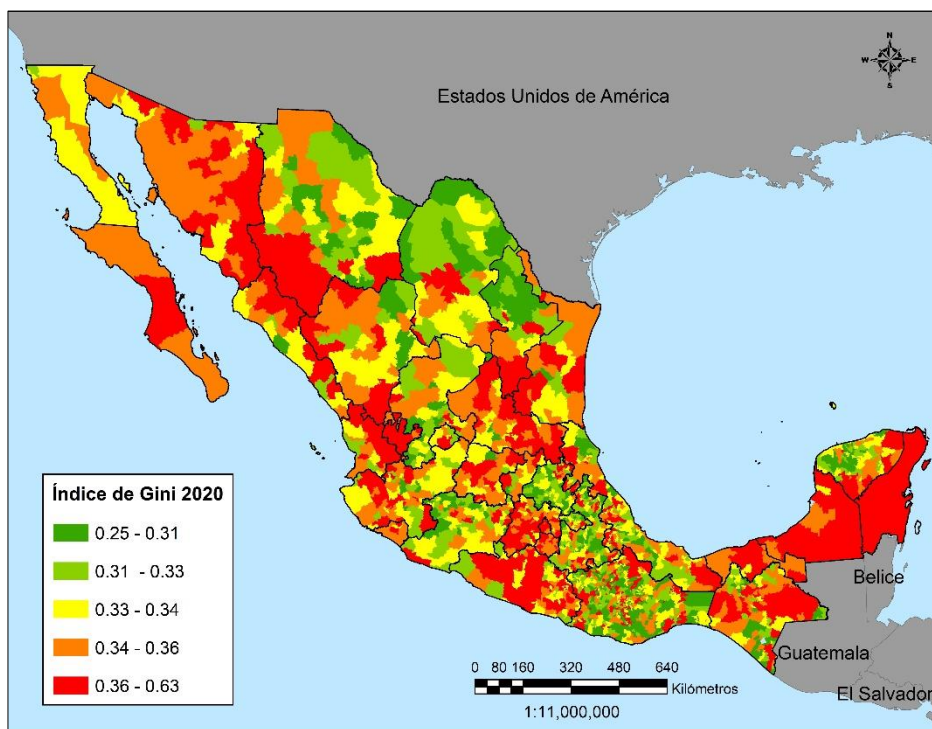 N
W E
S
Estados Unidos de América
Índice de Gini 2020
0.25 - 0.31
0.31 - 0.33
0.33 - 0.34
0.34 - 0.36
0.36 - 0.63
Belice
Guatemala
El Salvador
0 80 160 320 480 640
Kilómetros
1:11,000,000